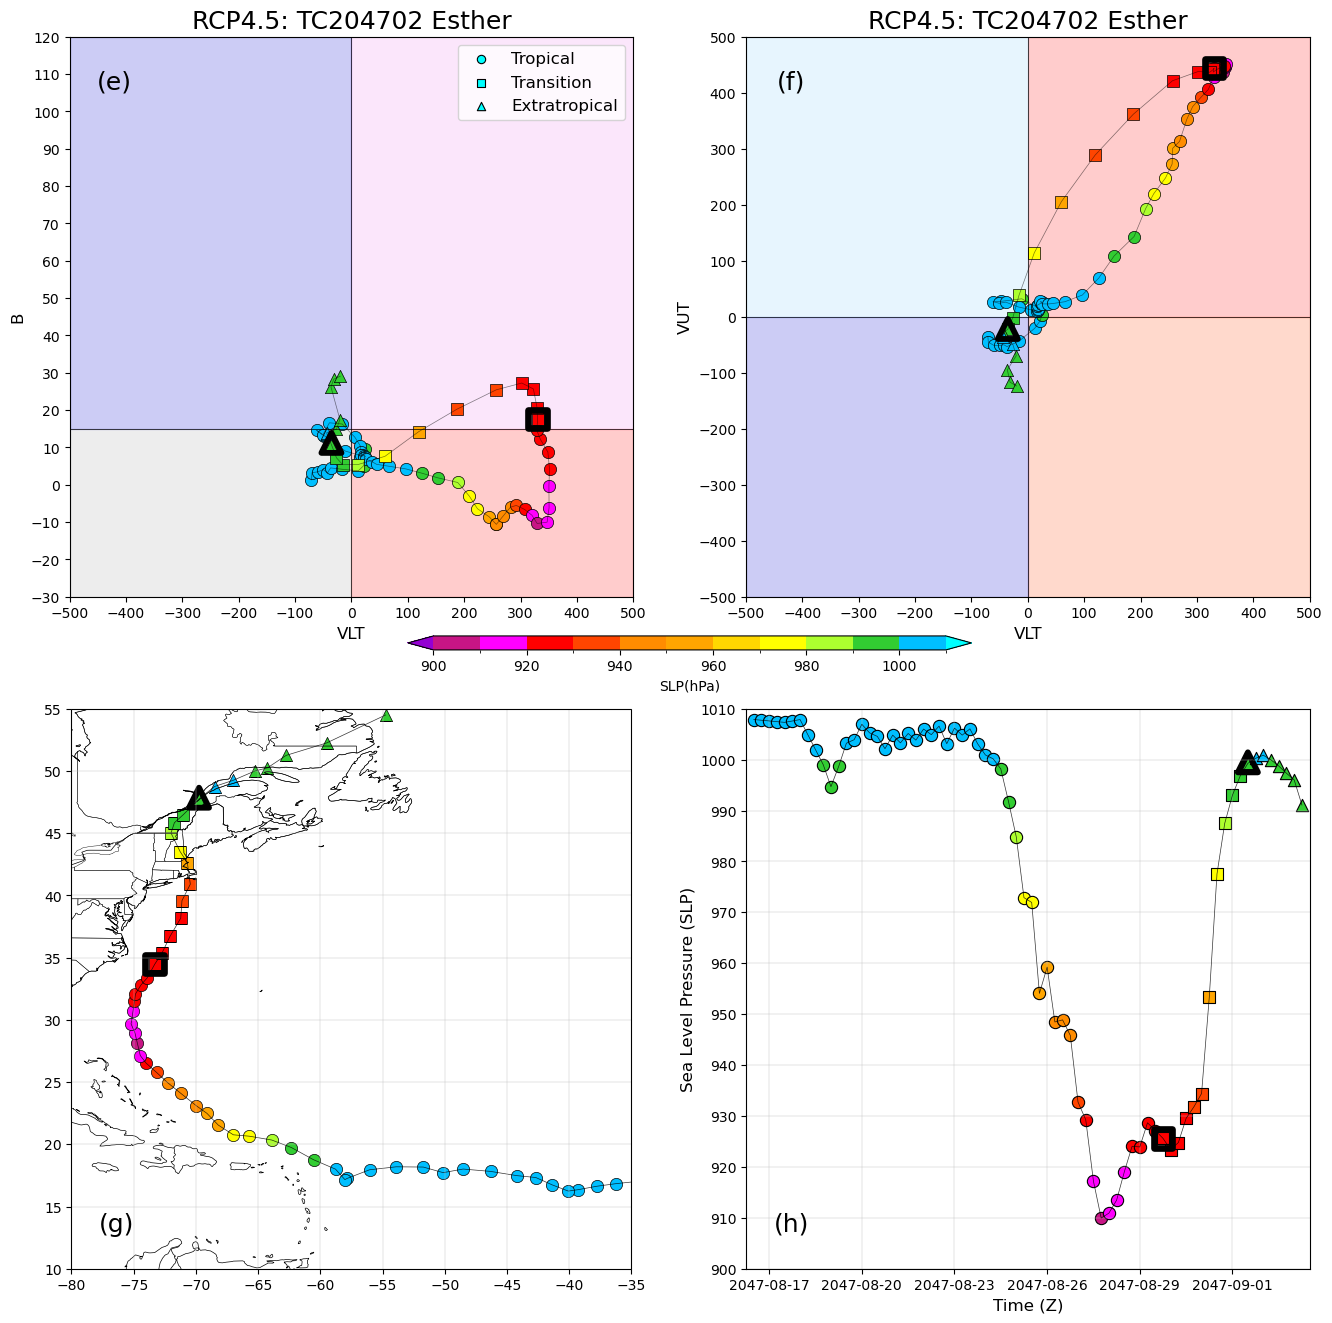 RCP4.5: TC204702 Esther
RCP4.5: TC204702 Esther
(e)
Tropical
Transition
Extratropical
120
110
100
90
80
70
60
50
40
30
20
10
0
−10
−20
−30
B
−500 −400 −300 −200 −100 0 100 200 300 400 500
VLT
(f)
500
400
300
200
100
0
−100
−200
−300
−400
−500
VUT
−500 −400 −300 −200 −100 0 100 200 300 400 500
VLT
900 920 940 960 980 1000
SLP(hPa)
55
50
45
40
35
30
25
20
15
10
(g)
−80 −75 −70 −65 −60 −55 −50 −45 −40 −35
1010
1000
990
980
970
960
950
940
930
920
910
900
Sea Level Pressure (SLP)
(h)
2047-08-17 2047-08-20 2047-08-23 2047-08-26 2047-08-29 2047-09-01
Time (Z)